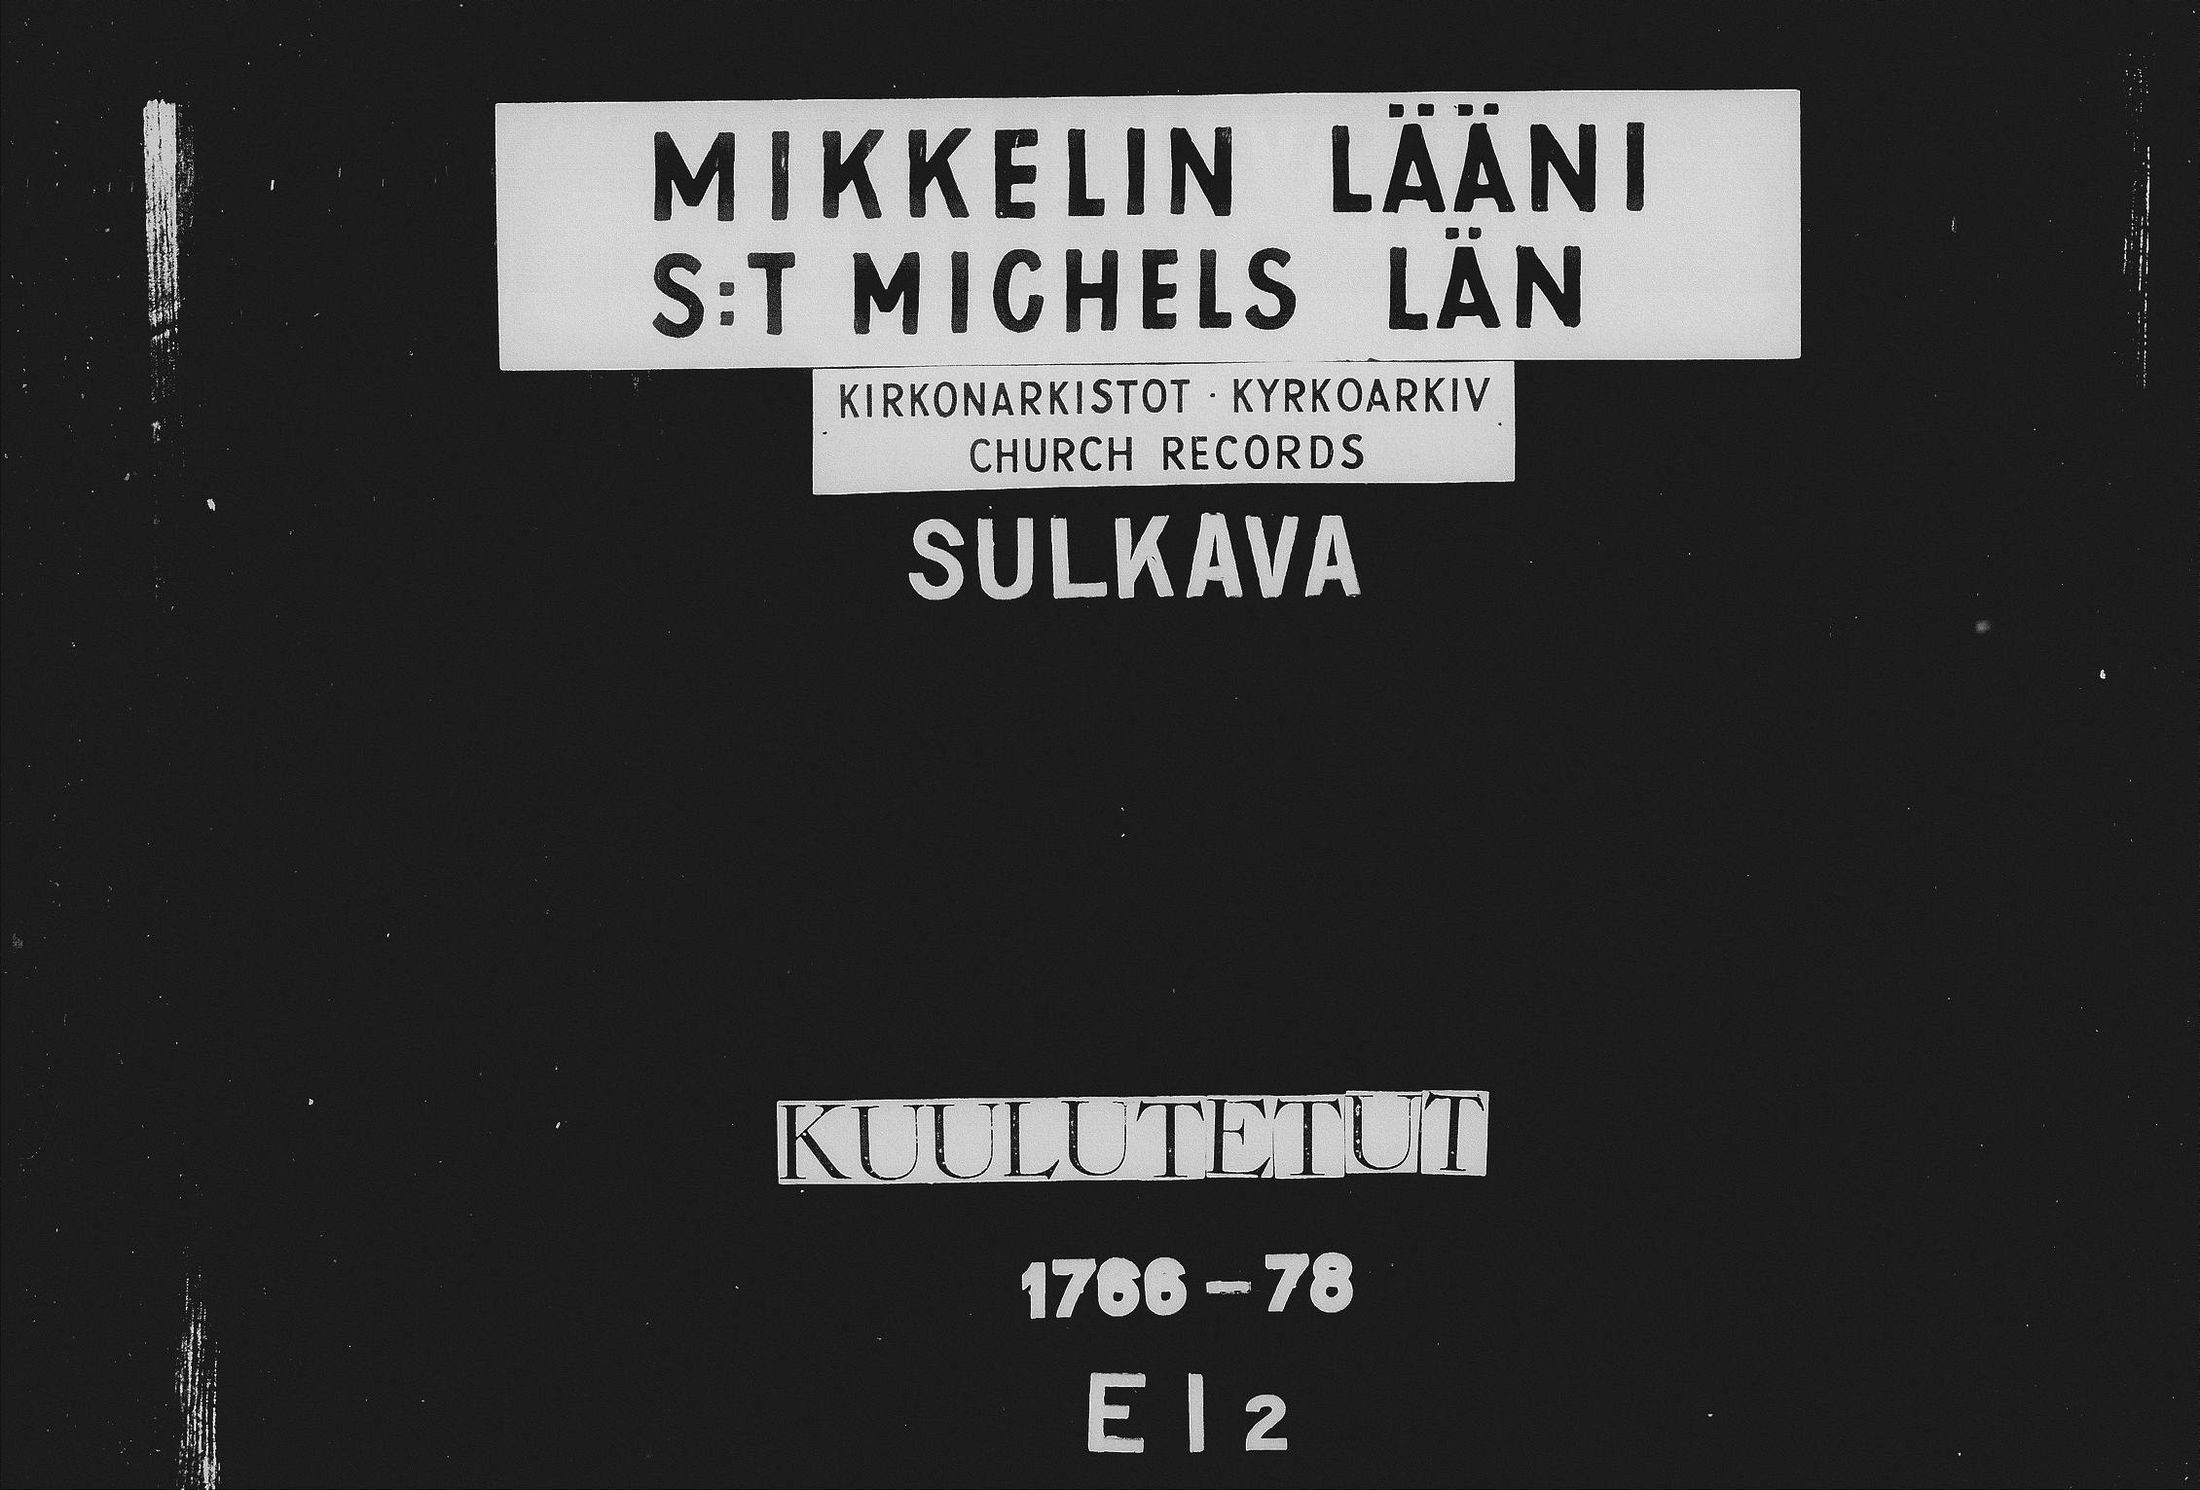 MIKKELIN LÄÄNI
S:T MICHELS LÄN
KIRKONARKISTOT · KYRKOARKIV
CHURCH RECORDS
SULKAVA
KUULUTETUT
1766-78
E I 2